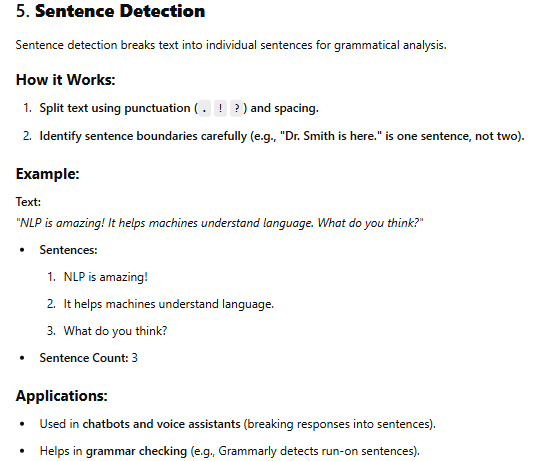 5. Sentence Detection
Sentence detection breaks text into individual sentences for grammatical analysis.
How it Works:
1. Split text using punctuation ( . ! ? ) and spacing.
2. Identify sentence boundaries carefully (e.g., "Dr. Smith is here." is one sentence, not two).
Example:
Text:
"NLP is amazing! It helps machines understand language. What do you think?"
• Sentences:
1. NLP is amazing!
2. It helps machines understand language.
3. What do you think?
• Sentence Count: 3
Applications:
• Used in chatbots and voice assistants (breaking responses into sentences).
• Helps in grammar checking (e.g., Grammarly detects run-on sentences).